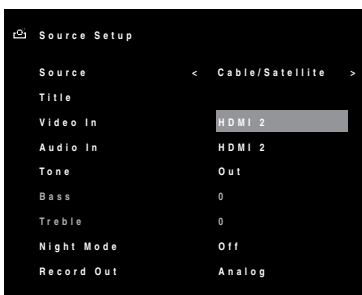 Source Setup
Source < Cable/Satellite >
Title
Video In HDMI 2
Audio In HDMI 2
Tone Out
Bass 0
Treble 0
Night Mode Off
Record Out Analog